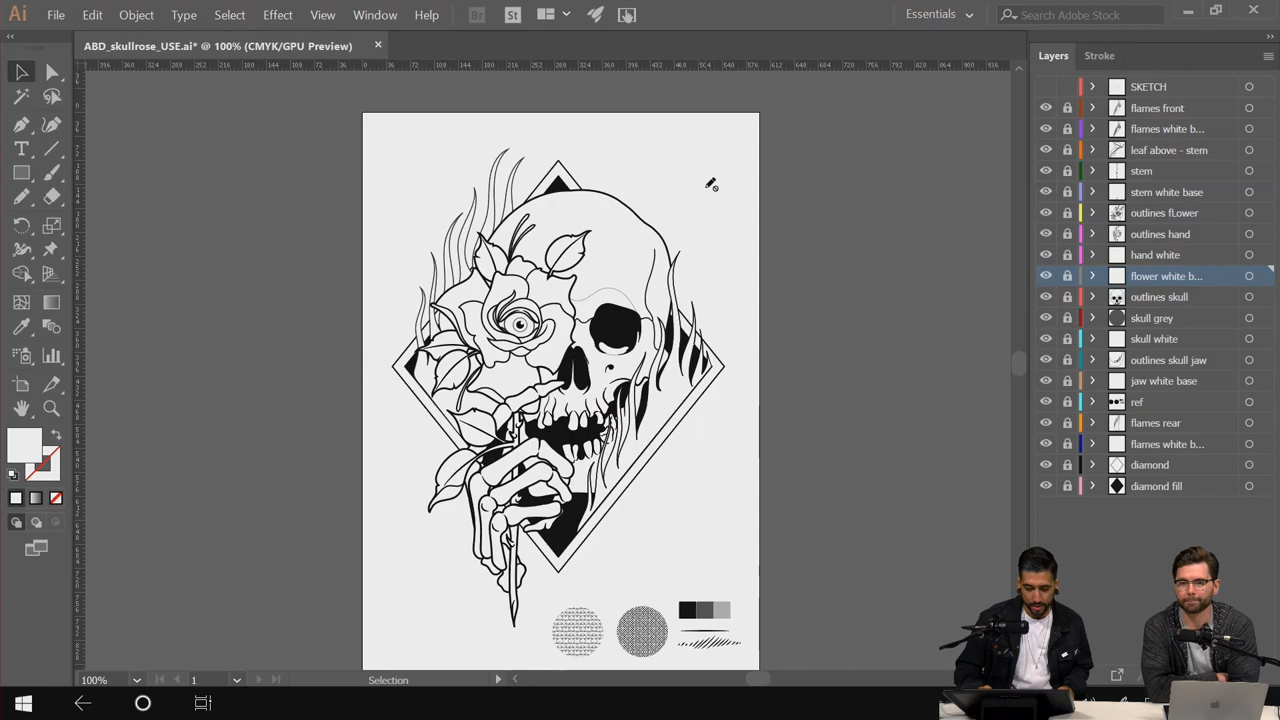 Ai File Edit Object Type Select Effect View Window Help Br St Essentials Search Adobe Stock
ABD_skullrose_USE.ai* @ 100% (CMYK/GPU Preview)
Layers Stroke
SKETCH
flames front
flames white b...
leaf above - stem
stem
stem white base
outlines fLower
outlines hand
hand white
flower white b...
outlines skull
skull grey
skull white
outlines skull jaw
jaw white base
ref
flames rear
flames white b...
diamond
diamond fill
100% 1 Selection